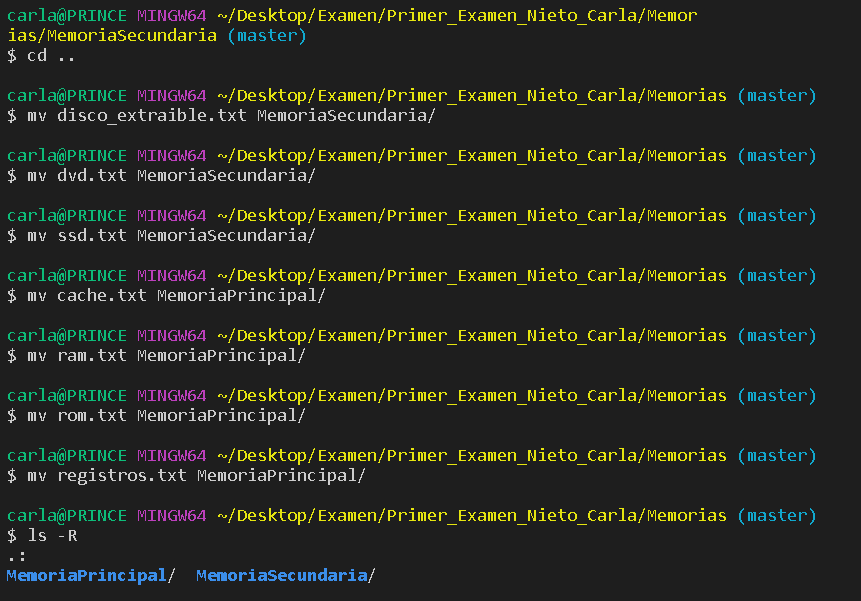 carla@PRINCE MINGW64 ~/Desktop/Examen/Primer_Examen_Nieto_Carla/Memor
ias/MemoriaSecundaria (master)
$ cd ..
carla@PRINCE MINGW64 ~/Desktop/Examen/Primer_Examen_Nieto_Carla/Memorias (master)
$ mv disco_extraible.txt MemoriaSecundaria/
carla@PRINCE MINGW64 ~/Desktop/Examen/Primer_Examen_Nieto_Carla/Memorias (master)
$ mv dvd.txt MemoriaSecundaria/
carla@PRINCE MINGW64 ~/Desktop/Examen/Primer_Examen_Nieto_Carla/Memorias (master)
$ mv ssd.txt MemoriaSecundaria/
carla@PRINCE MINGW64 ~/Desktop/Examen/Primer_Examen_Nieto_Carla/Memorias (master)
$ mv cache.txt MemoriaPrincipal/
carla@PRINCE MINGW64 ~/Desktop/Examen/Primer_Examen_Nieto_Carla/Memorias (master)
$ mv ram.txt MemoriaPrincipal/
carla@PRINCE MINGW64 ~/Desktop/Examen/Primer_Examen_Nieto_Carla/Memorias (master)
$ mv rom.txt MemoriaPrincipal/
carla@PRINCE MINGW64 ~/Desktop/Examen/Primer_Examen_Nieto_Carla/Memorias (master)
$ mv registros.txt MemoriaPrincipal/
carla@PRINCE MINGW64 ~/Desktop/Examen/Primer_Examen_Nieto_Carla/Memorias (master)
$ ls -R
.:
MemoriaPrincipal/  MemoriaSecundaria/